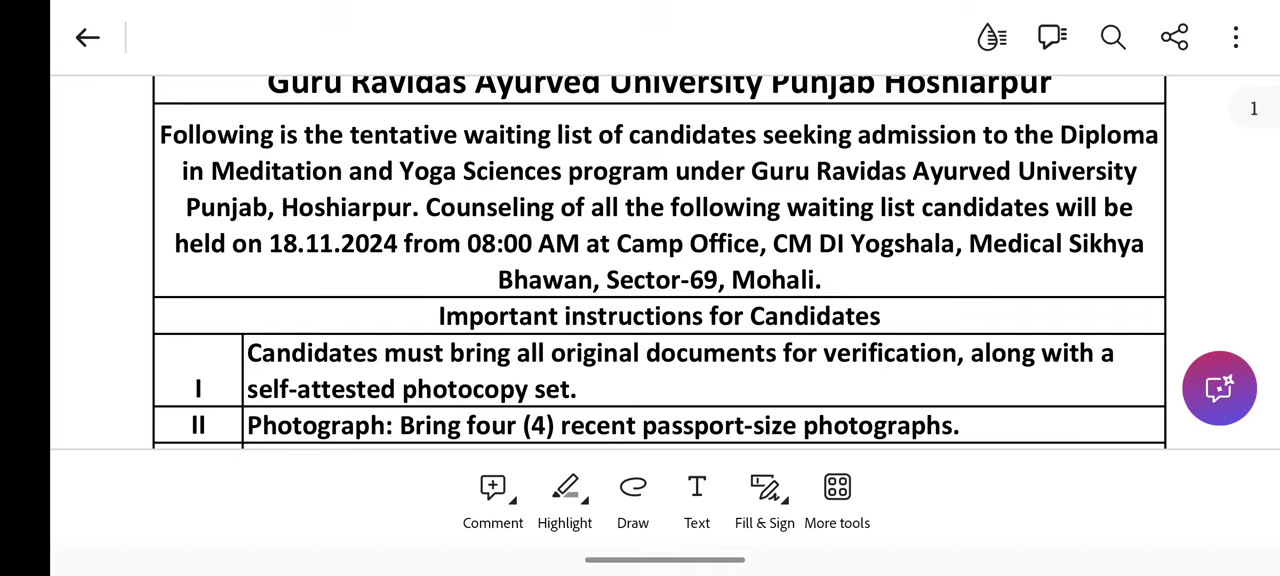 Guru Ravidas Ayurved University Punjab Hoshiarpur
1
Following is the tentative waiting list of candidates seeking admission to the Diploma
in Meditation and Yoga Sciences program under Guru Ravidas Ayurved University
Punjab, Hoshiarpur. Counseling of all the following waiting list candidates will be
held on 18.11.2024 from 08:00 AM at Camp Office, CM DI Yogshala, Medical Sikhya
Bhawan, Sector-69, Mohali.
Important instructions for Candidates
I
Candidates must bring all original documents for verification, along with a
self-attested photocopy set.
II Photograph: Bring four (4) recent passport-size photographs.
Comment Highlight Draw Text Fill & Sign More tools